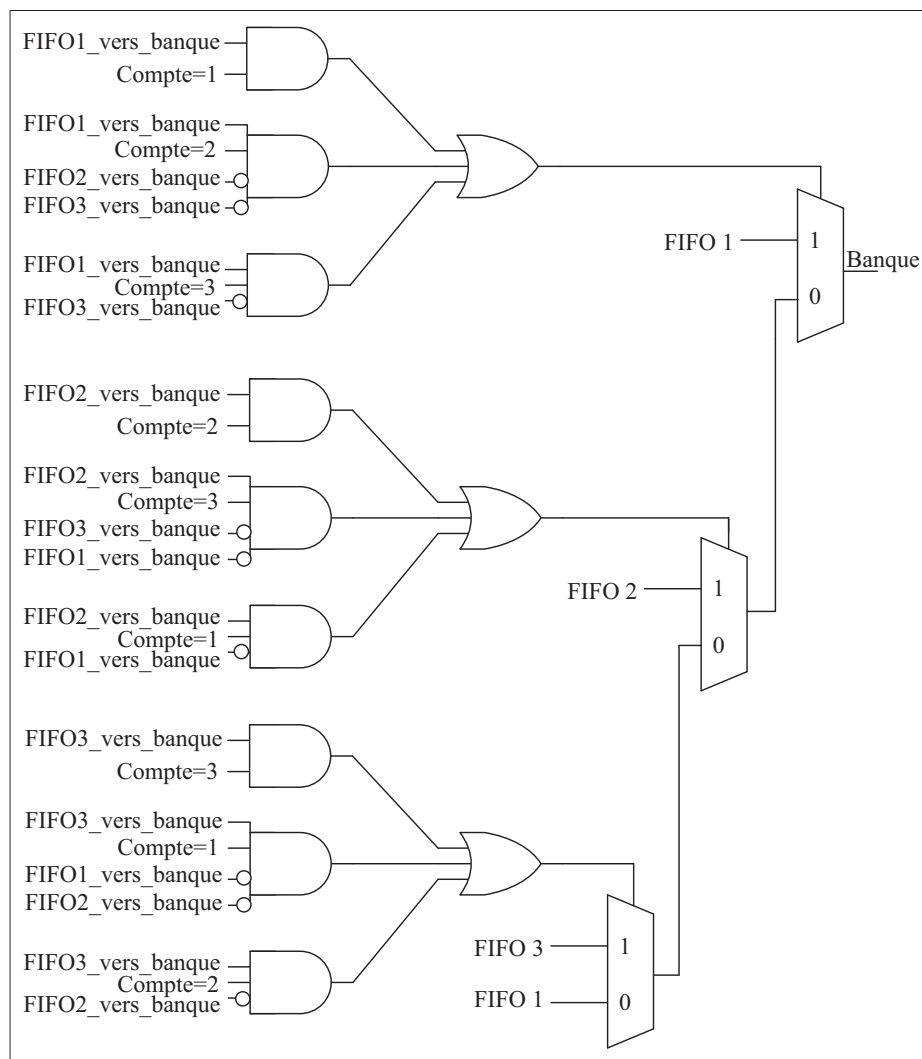 FIFO1_vers_banque
Compte=1
FIFO1_vers_banque
Compte=2
FIFO2_vers_banque
FIFO3_vers_banque
FIFO1_vers_banque
Compte=3
FIFO3_vers_banque
FIFO 1
1
0
Banque
FIFO2_vers_banque
Compte=2
FIFO2_vers_banque
Compte=3
FIFO3_vers_banque
FIFO1_vers_banque
FIFO2_vers_banque
Compte=1
FIFO1_vers_banque
FIFO 2
1
0
FIFO3_vers_banque
Compte=3
FIFO3_vers_banque
Compte=1
FIFO1_vers_banque
FIFO2_vers_banque
FIFO3_vers_banque
Compte=2
FIFO2_vers_banque
FIFO 3
1
FIFO 1
0